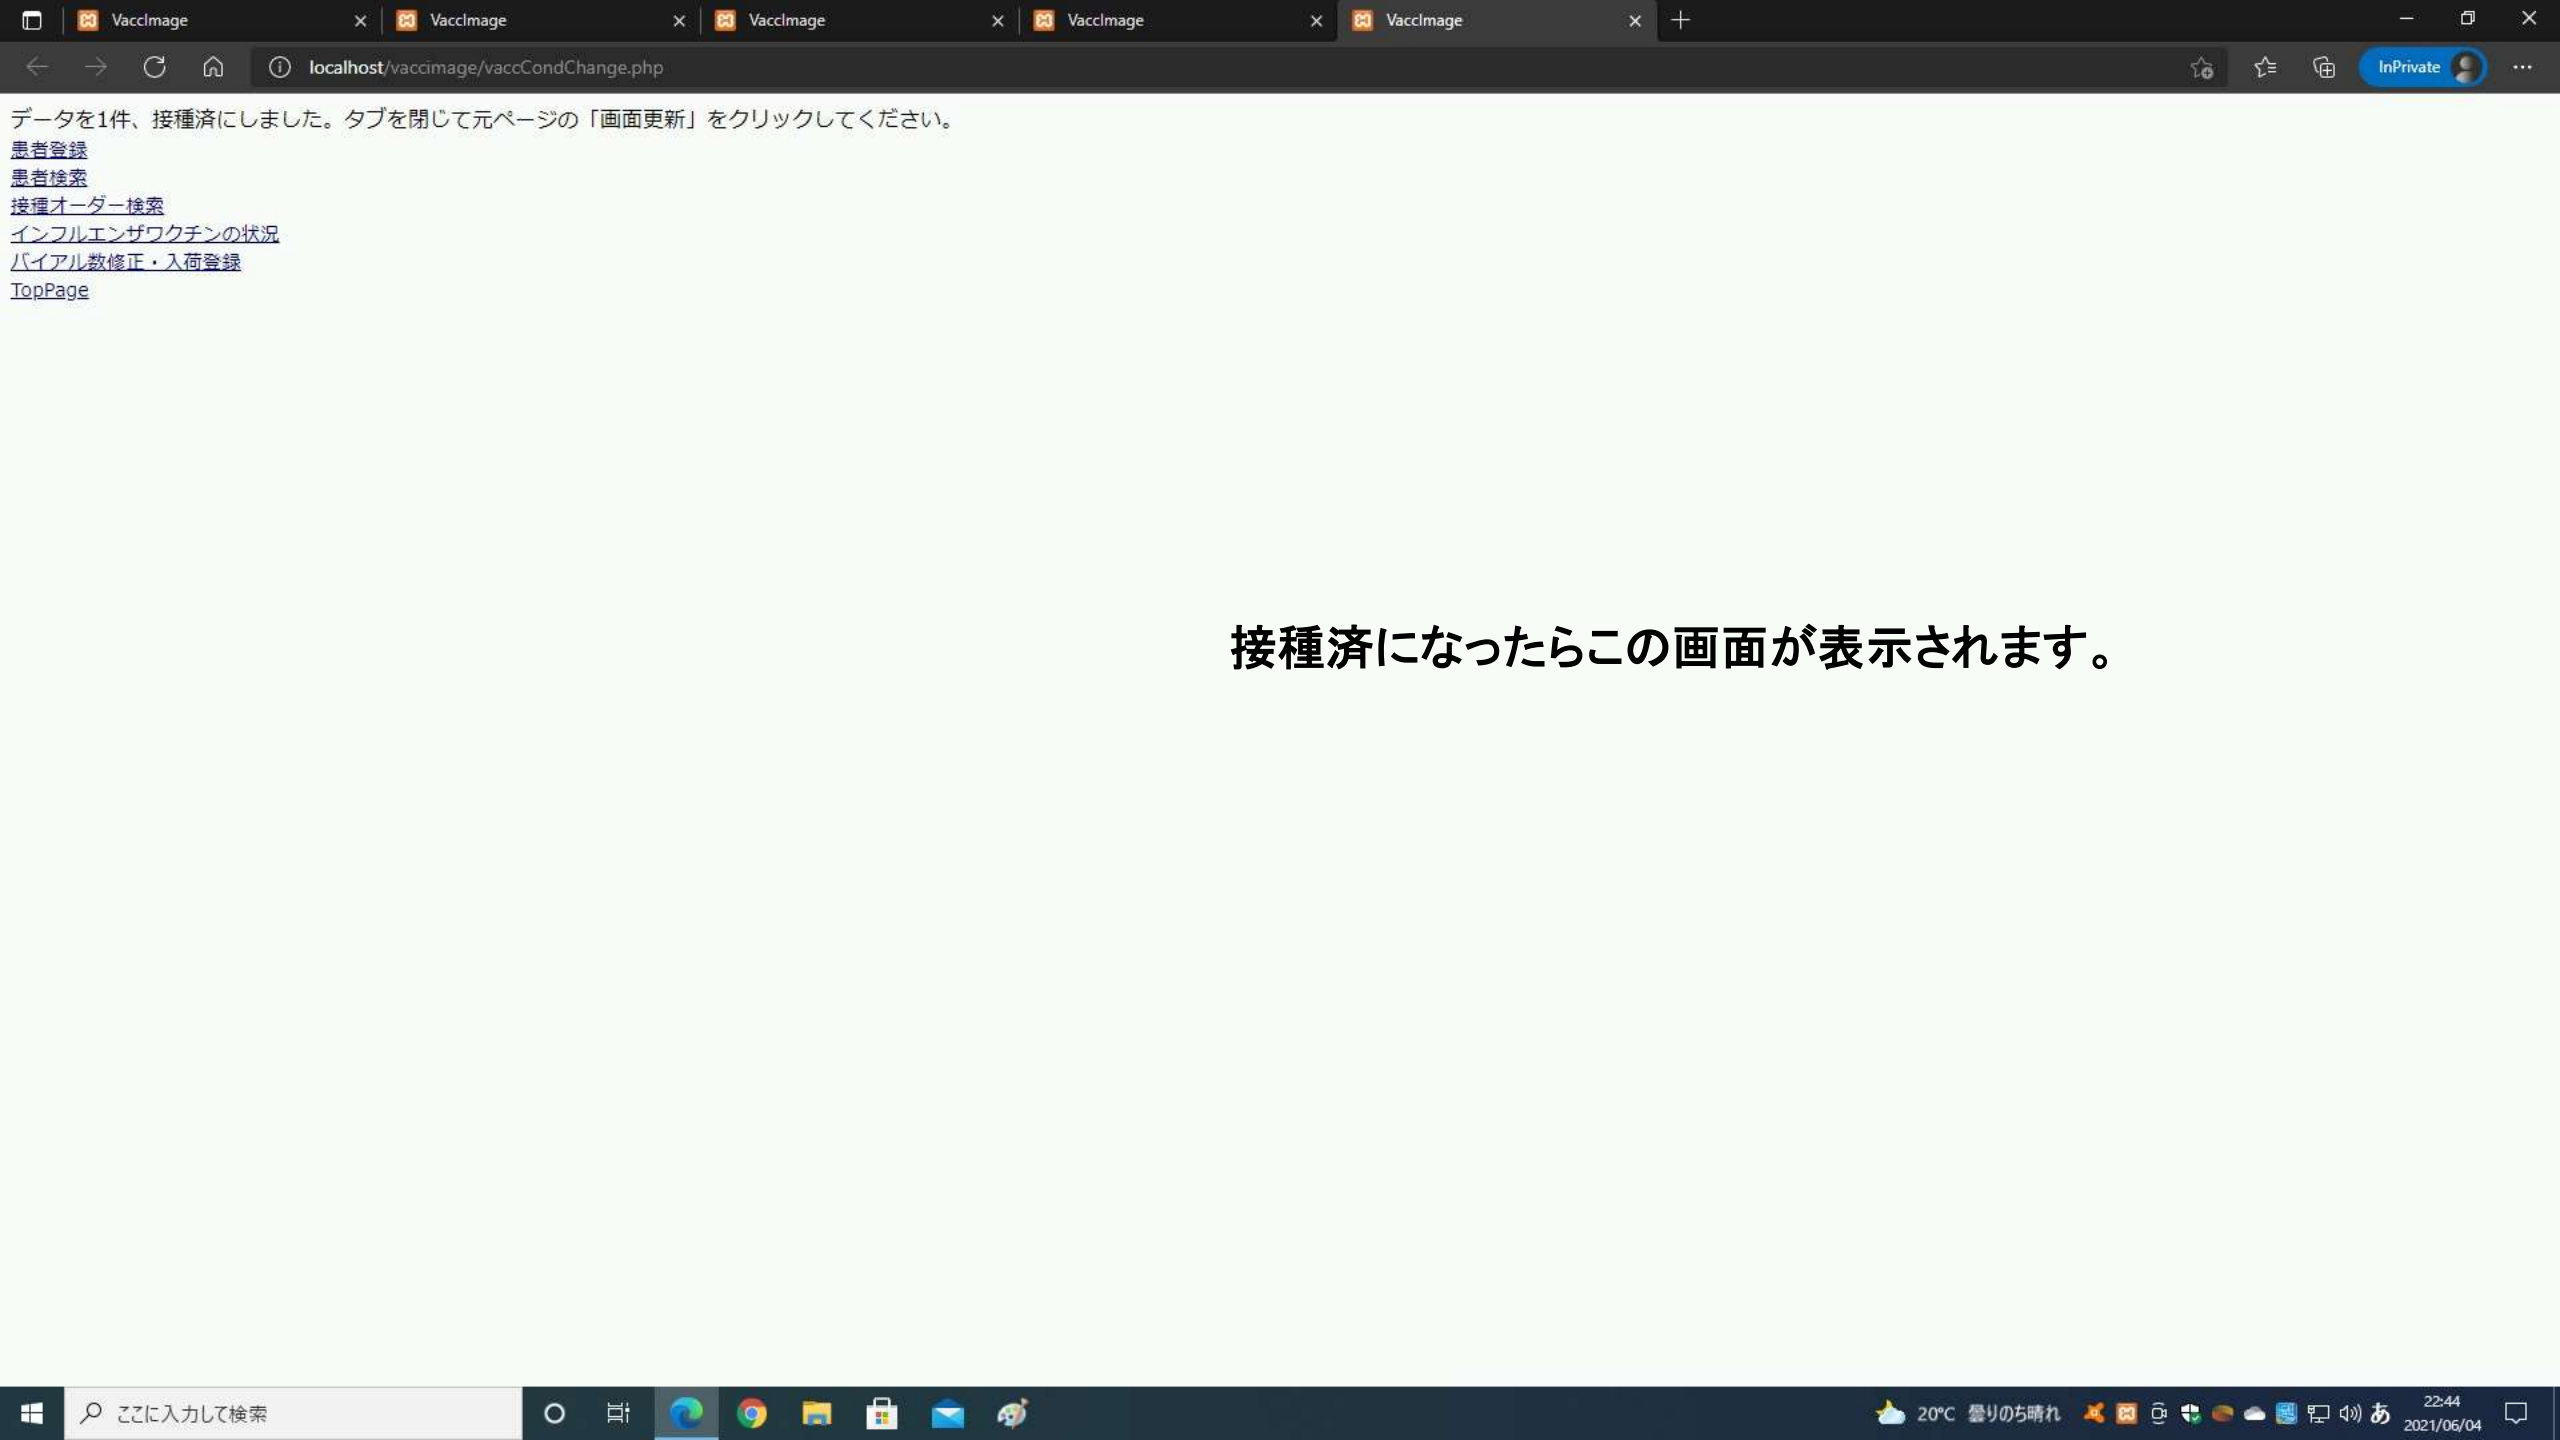 VaccImage
VaccImage
VaccImage
VaccImage
VaccImage
localhost/vaccimage/vaccCondChange.php
InPrivate
データを1件、接種済にしました。タブを閉じて元ページの「画面更新」をクリックしてください。
患者登録
患者検索
接種オーダー検索
インフルエンザワクチンの状況
バイアル数修正・入荷登録
TopPage
接種済になったらこの画面が表示されます。
ここに入力して検索
20°C 曇りのち晴れ
あ
22:44
2021/06/04